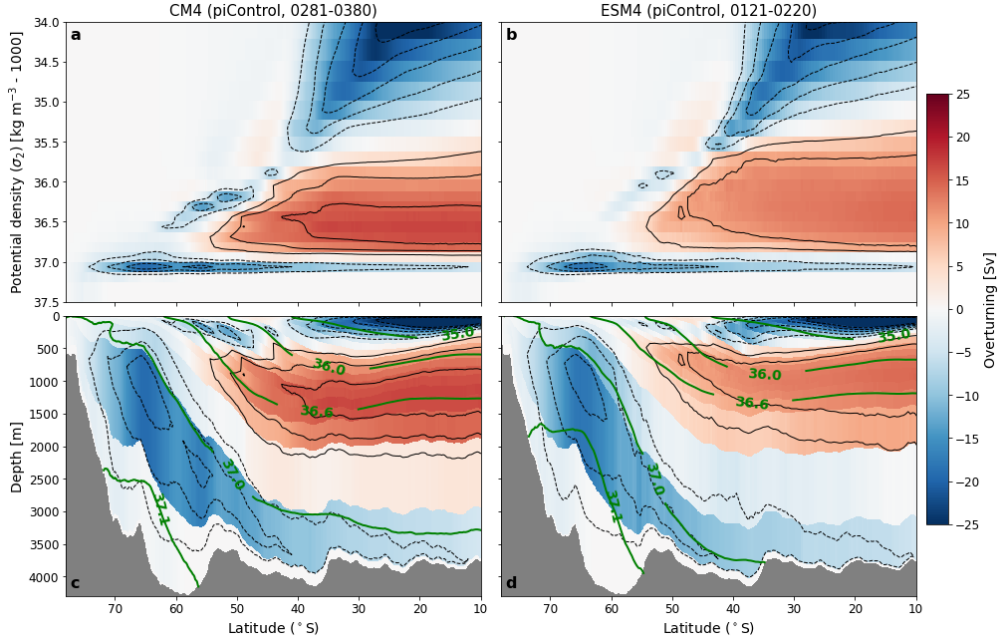 CM4 (piControl, 0281-0380)
ESM4 (piControl, 0121-0220)
a
b
34.0
34.5
35.0
35.5
36.0
36.5
37.0
37.5
Potential density (σ₂) [kg m⁻³ - 1000]
25
20
15
10
5
0
−5
−10
−15
−20
−25
Overturning [Sv]
0
500
1000
1500
2000
2500
3000
3500
4000
Depth [m]
35.0
36.0
36.6
37.0
37.1
c
35.0
36.0
36.6
37.0
37.1
d
70 60 50 40 30 20 10
70 60 50 40 30 20 10
Latitude (°S)
Latitude (°S)